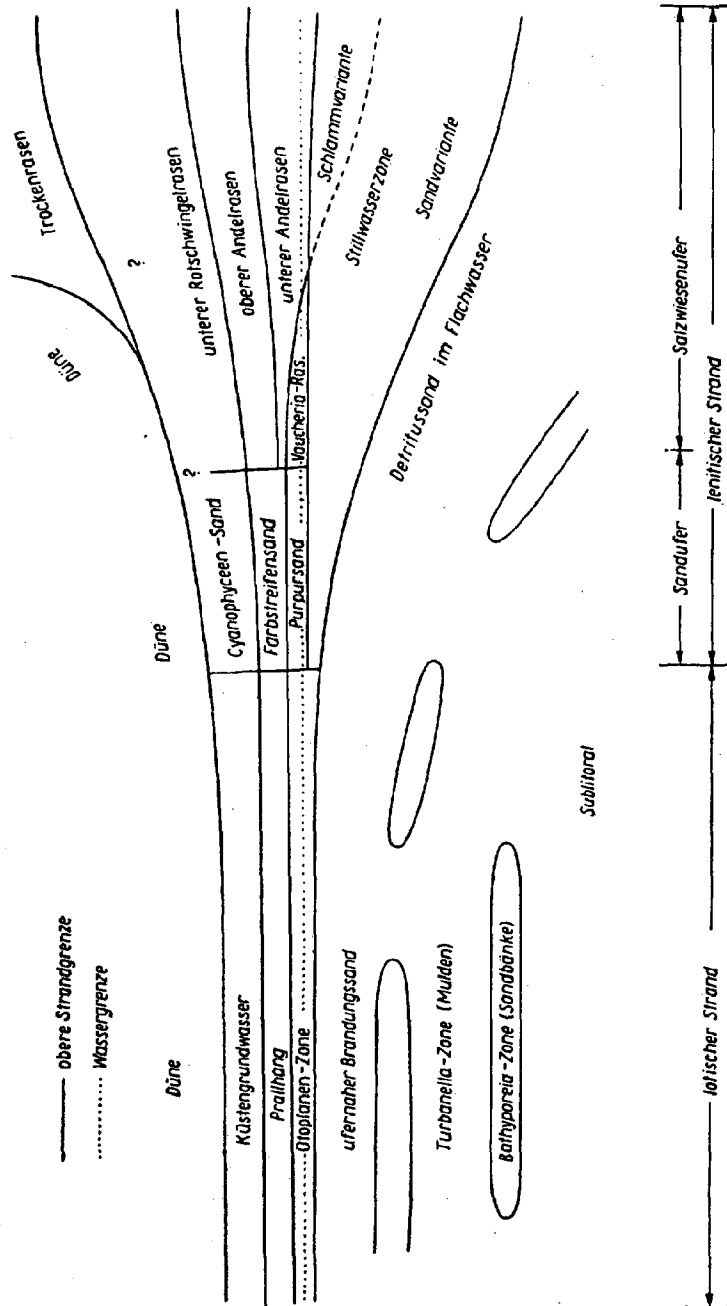 obere Strandgrenze
Wassergrenze
Düne
Düne
Düne
Trockenrasen
?
?
Küstengrundwasser
Cyanophyceen-Sand
unterer Rotschwingelrasen
Prallhang
Farbstreifensand
oberer Andelrasen
Otoplanen-Zone
Purpursand
Vaucheria-Ras.
unterer Andelrasen
Schlammvariante
Stillwasserzone
Sandvariante
ufernaher Brandungssand
Detritussand im Flachwasser
Turbanella-Zone (Mulden)
Bathyporeia-Zone (Sandbänke)
Sublitoral
Sandufer
Salzwiesenufer
lotischer Strand
lenitischer Strand